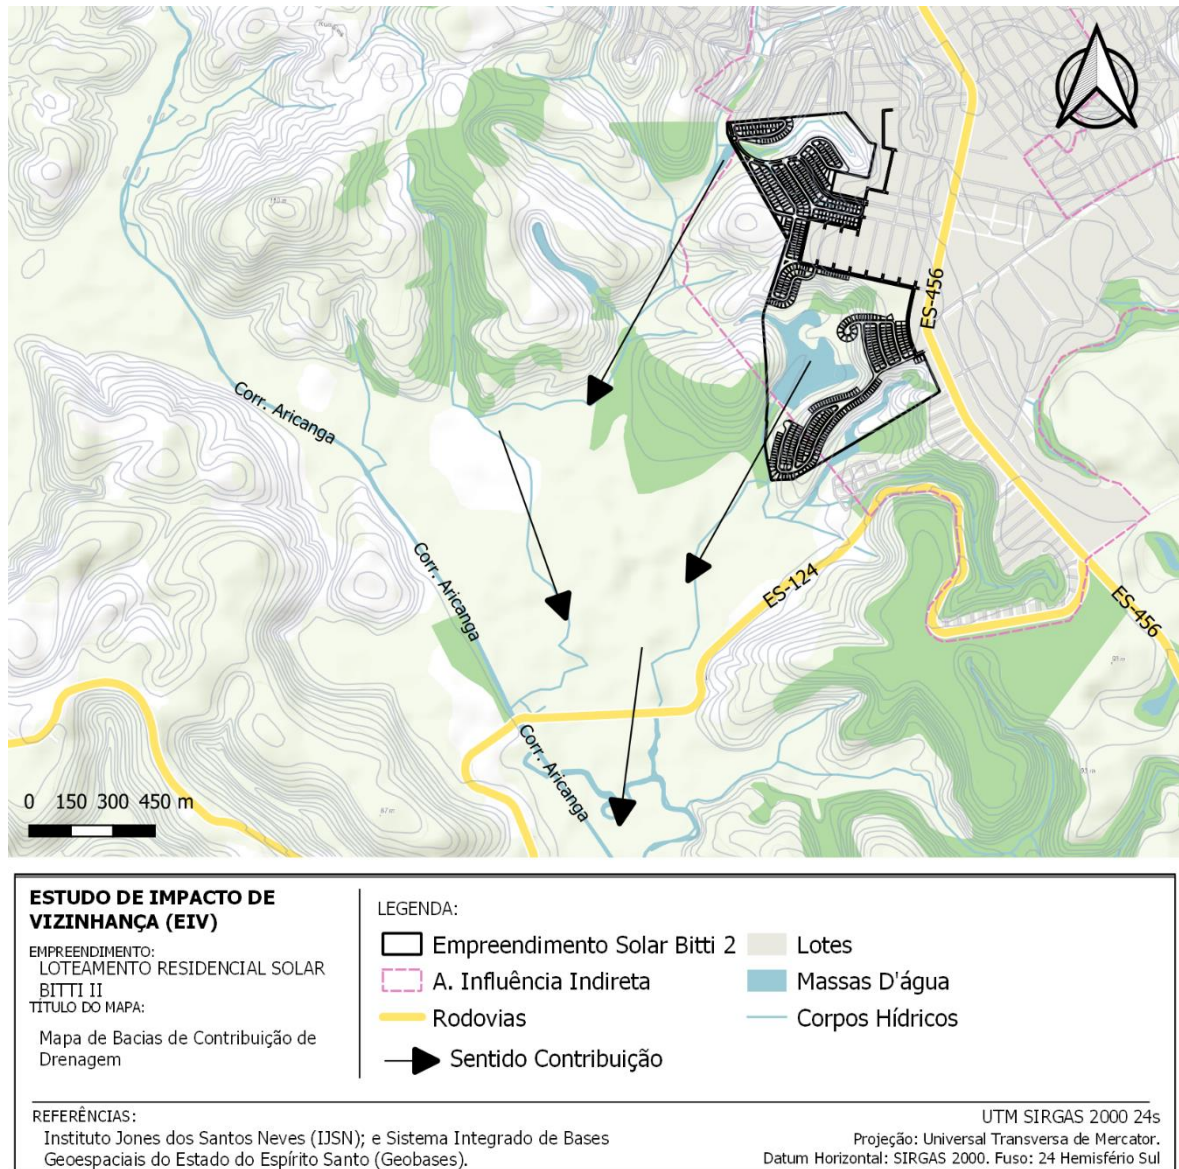 ES-456
Corr. Aricanga
Corr. Aricanga
ES-124
ES-456
Corr. Aricanga
0 150 300 450 m
ESTUDO DE IMPACTO DE
VIZINHANÇA (EIV)
EMPREENDIMENTO:
LOTEAMENTO RESIDENCIAL SOLAR
BITTI II
TÍTULO DO MAPA:
Mapa de Bacias de Contribuição de
Drenagem
LEGENDA:
Empreendimento Solar Bitti 2
A. Influência Indireta
Rodovias
Sentido Contribuição
Lotes
Massas D'água
Corpos Hídricos
REFERÊNCIAS:
Instituto Jones dos Santos Neves (IJSN); e Sistema Integrado de Bases
Geoespaciais do Estado do Espírito Santo (Geobases).
UTM SIRGAS 2000 24s
Projeção: Universal Transversa de Mercator.
Datum Horizontal: SIRGAS 2000. Fuso: 24 Hemisfério Sul